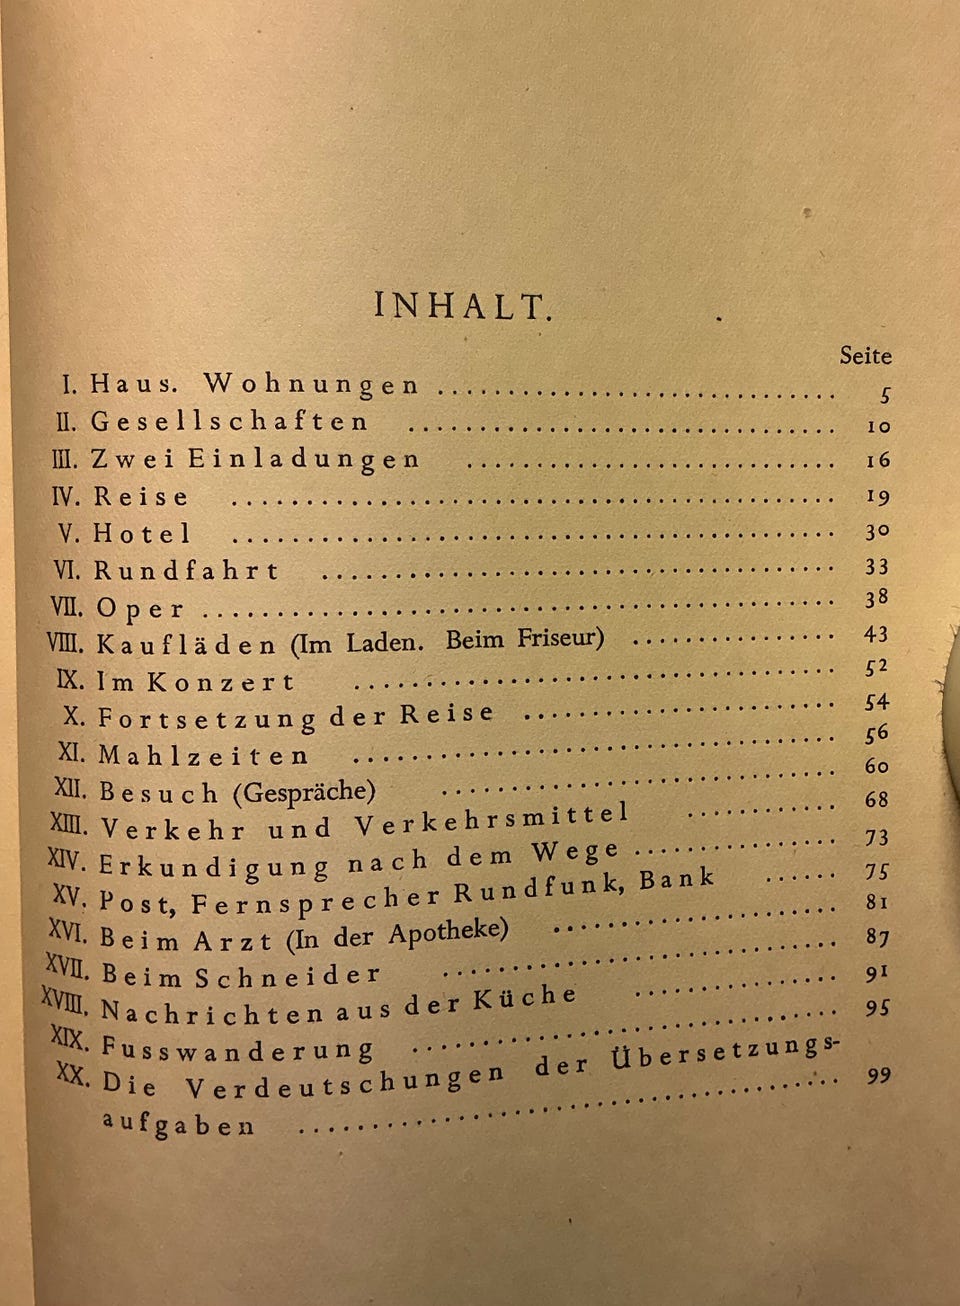 INHALT.
Seite
I. Haus. Wohnungen .............................. 5
II. Gesellschaften .............................. 10
III. Zwei Einladungen .............................. 16
IV. Reise .............................. 19
V. Hotel .............................. 30
VI. Rundfahrt .............................. 33
VII. Oper .............................. 38
VIII. Kaufläden (Im Laden. Beim Friseur) .............. 43
IX. Im Konzert .............................. 52
X. Fortsetzung der Reise .................... 54
XI. Mahlzeiten .............................. 56
XII. Besuch (Gespräche) .................... 60
XIII. Verkehr und Verkehrsmittel ............ 68
XIV. Erkundigung nach dem Wege ................ 73
XV. Post, Fernsprecher Rundfunk, Bank ...... 75
XVI. Beim Arzt (In der Apotheke) .................... 81
XVII. Beim Schneider .............................. 87
XVIII. Nachrichten aus der Küche ................ 91
XIX. Fusswanderung .............................. 95
XX. Die Verdeutschungen der Übersetzungs-
aufgaben .............................. 99